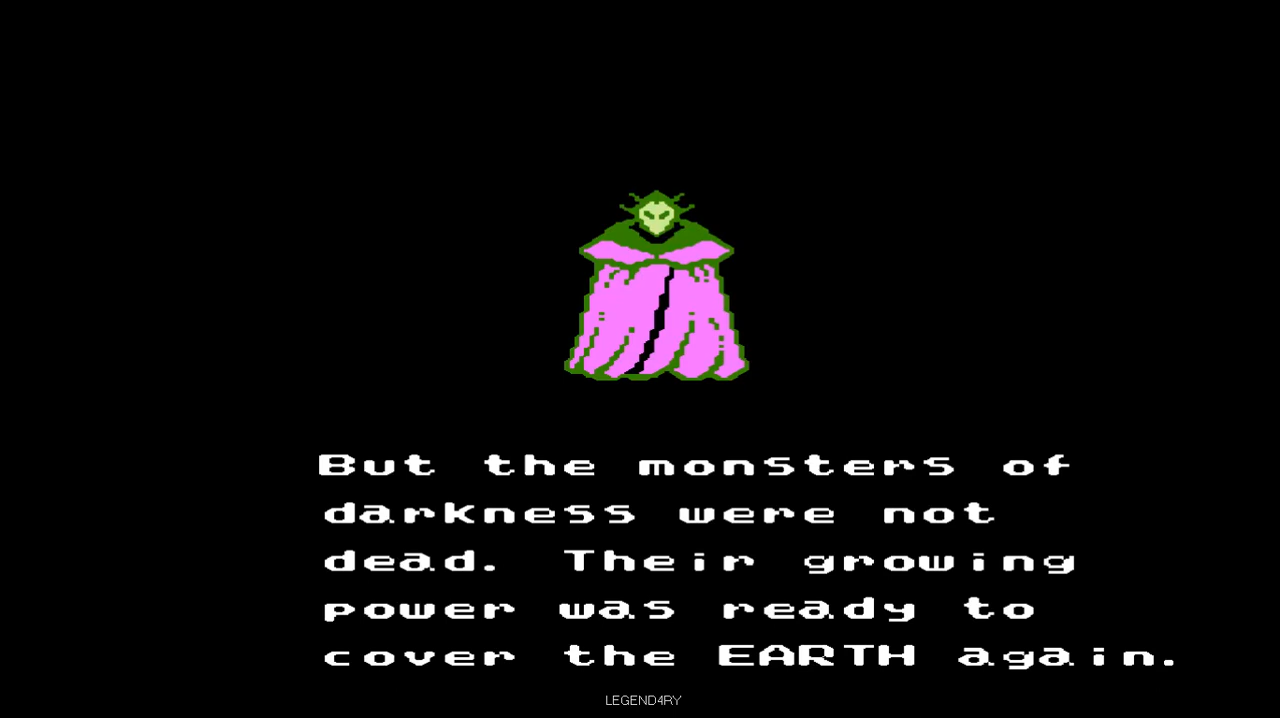 But the monsters of
darkness were not
dead. Their growing
power was ready to
cover the EARTH again.
LEGEND4RY